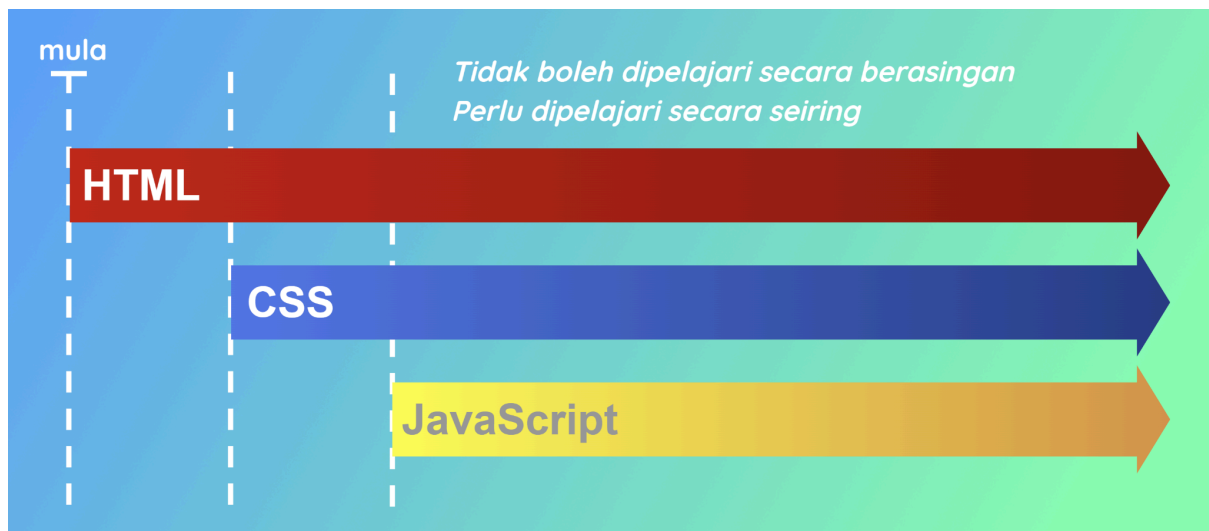 mula
Tidak boleh dipelajari secara berasingan
Perlu dipelajari secara seiring
HTML
CSS
JavaScript